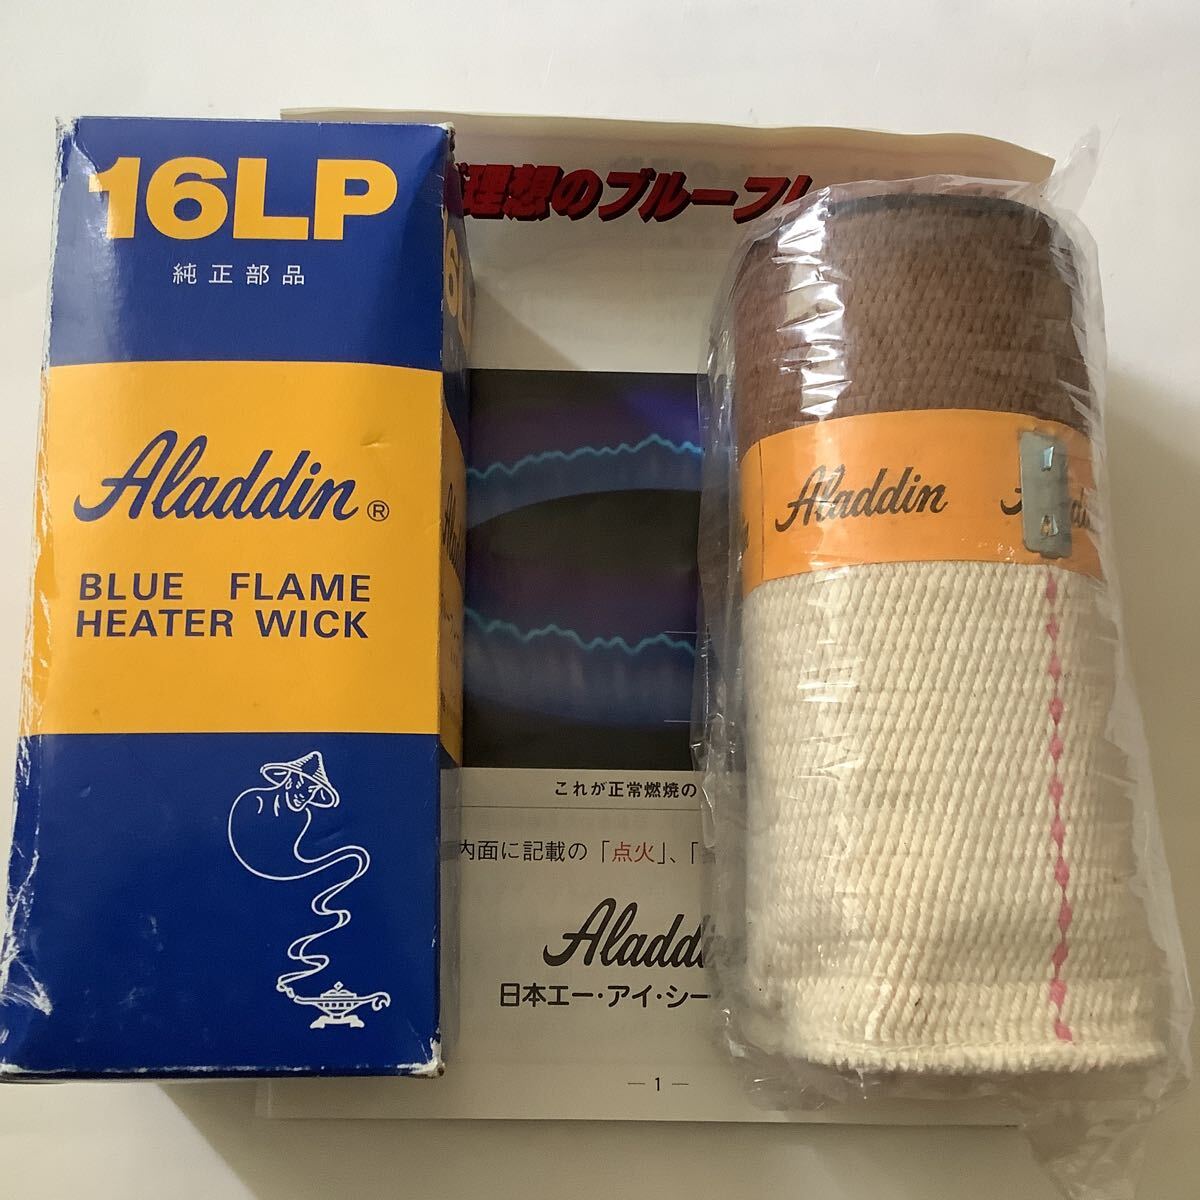 16LP
純正部品
Aladdin®
BLUE FLAME
HEATER WICK
理想のブルーフレ
これが正常燃焼の
内面に記載の「点火」、「
Aladdin
日本エー・アイ・シー
— 1 —
Aladdin